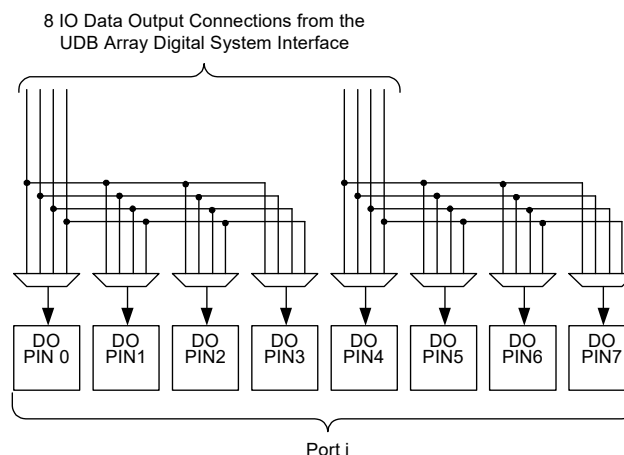 8 IO Data Output Connections from the
UDB Array Digital System Interface
DO
PIN 0
DO
PIN1
DO
PIN2
DO
PIN3
DO
PIN4
DO
PIN5
DO
PIN6
DO
PIN7
Port i